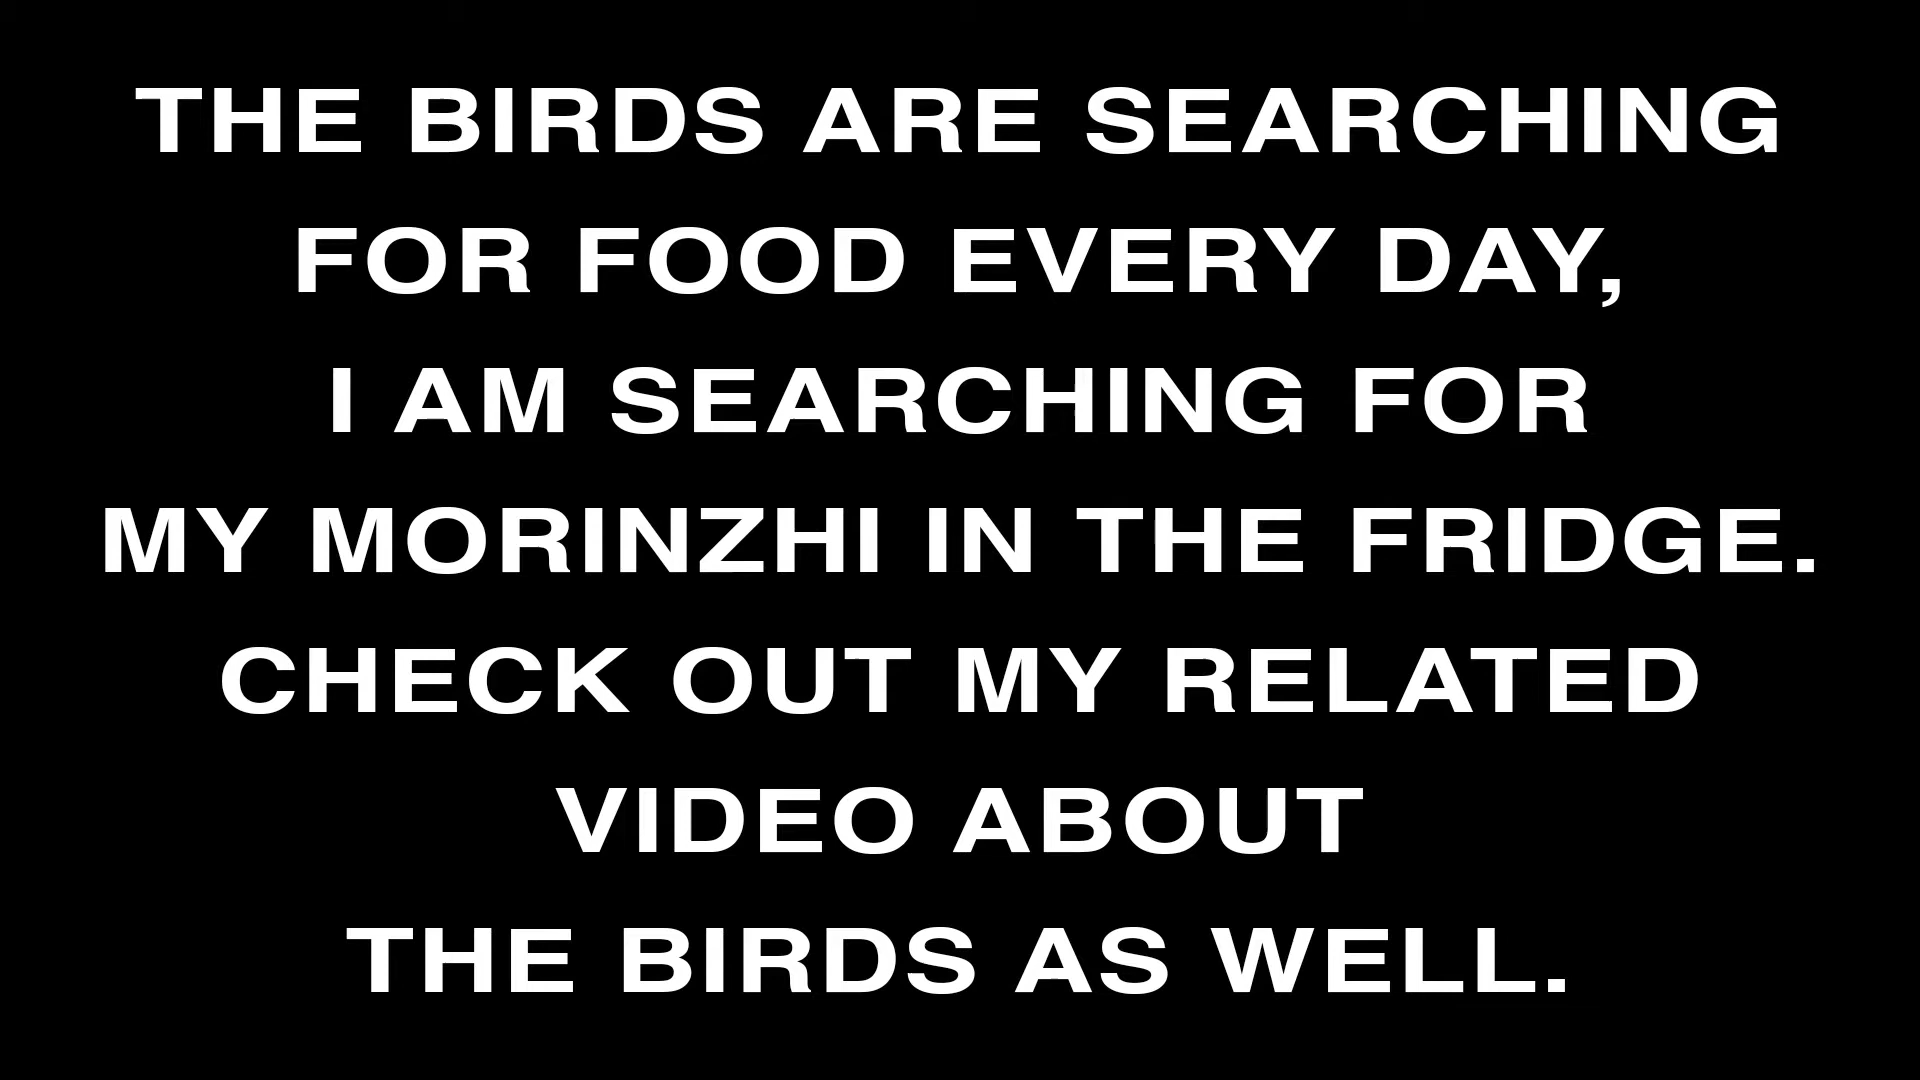 THE BIRDS ARE SEARCHING
FOR FOOD EVERY DAY,
I AM SEARCHING FOR
MY MORINZHI IN THE FRIDGE.
CHECK OUT MY RELATED
VIDEO ABOUT
THE BIRDS AS WELL.